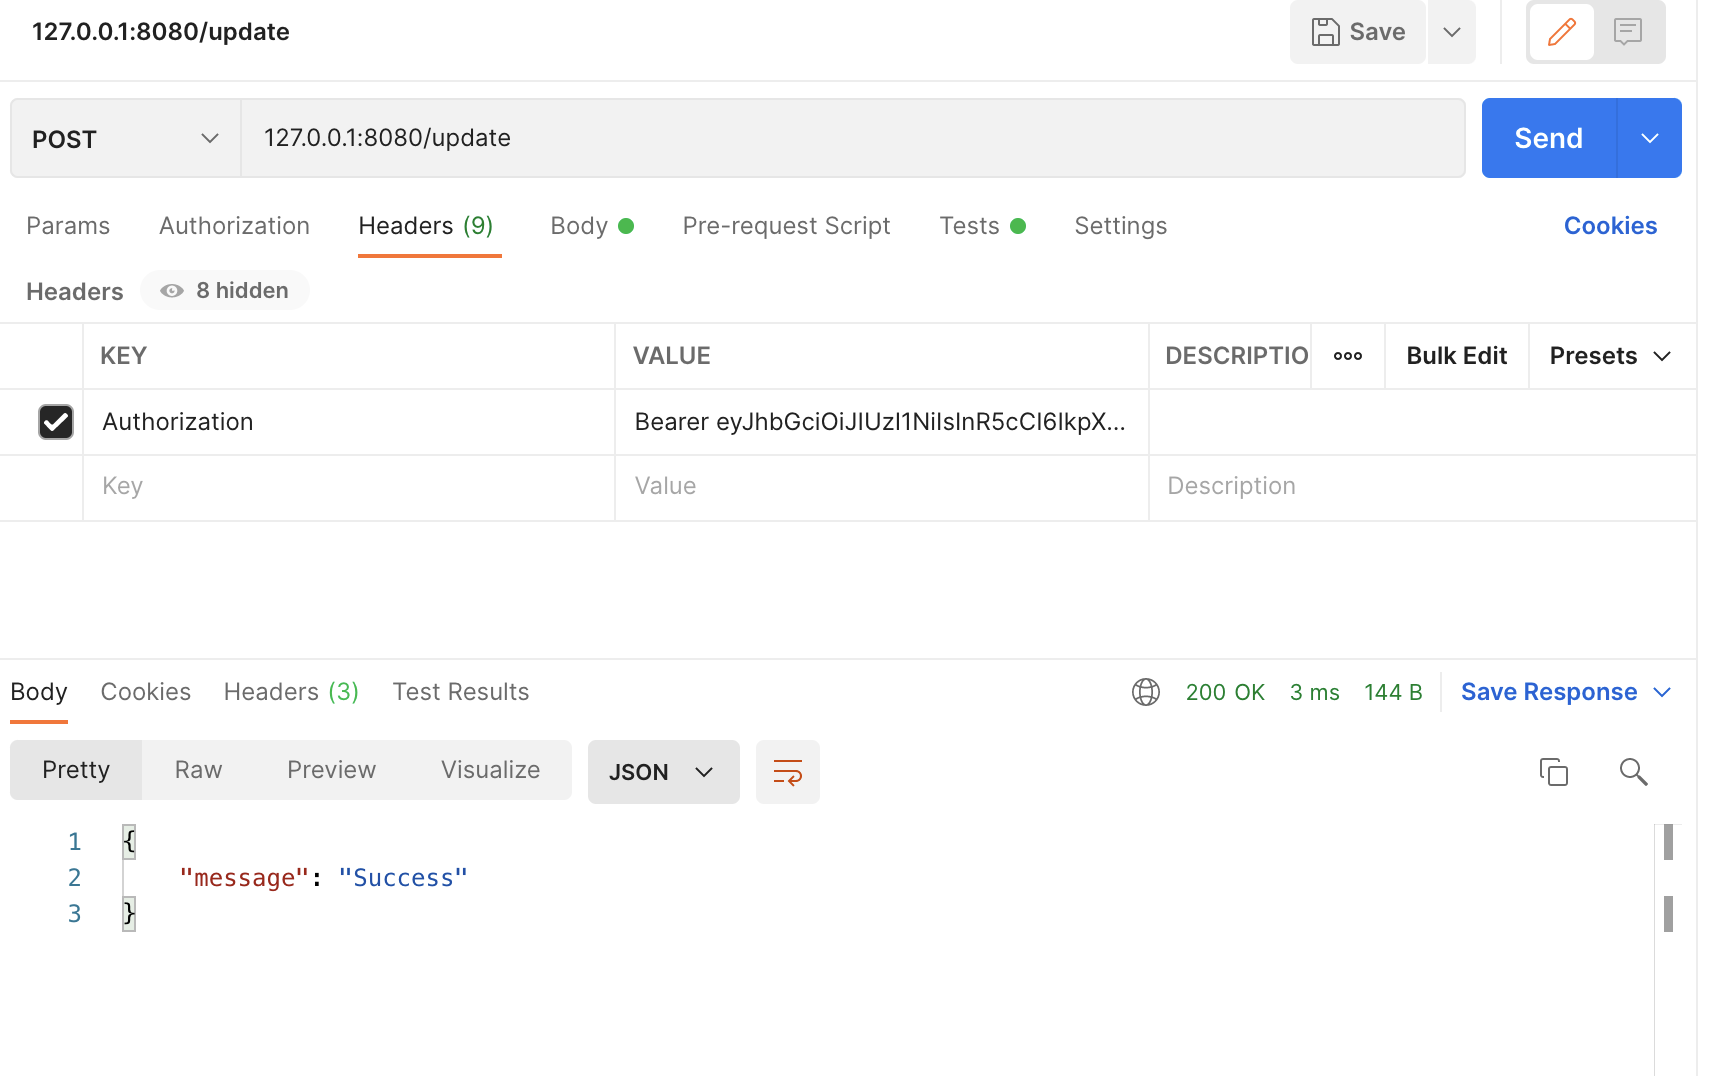 127.0.0.1:8080/update Save
POST 127.0.0.1:8080/update Send
Params Authorization Headers (9) Body Pre-request Script Tests Settings Cookies
Headers 8 hidden
KEY VALUE DESCRIPTIO ooo Bulk Edit Presets
Authorization Bearer eyJhbGciOiJIUzI1NiIsInR5cCI6IkpX...
Key Value Description
Body Cookies Headers (3) Test Results 200 OK 3 ms 144 B Save Response
Pretty Raw Preview Visualize JSON
1 {
2 "message": "Success"
3 }